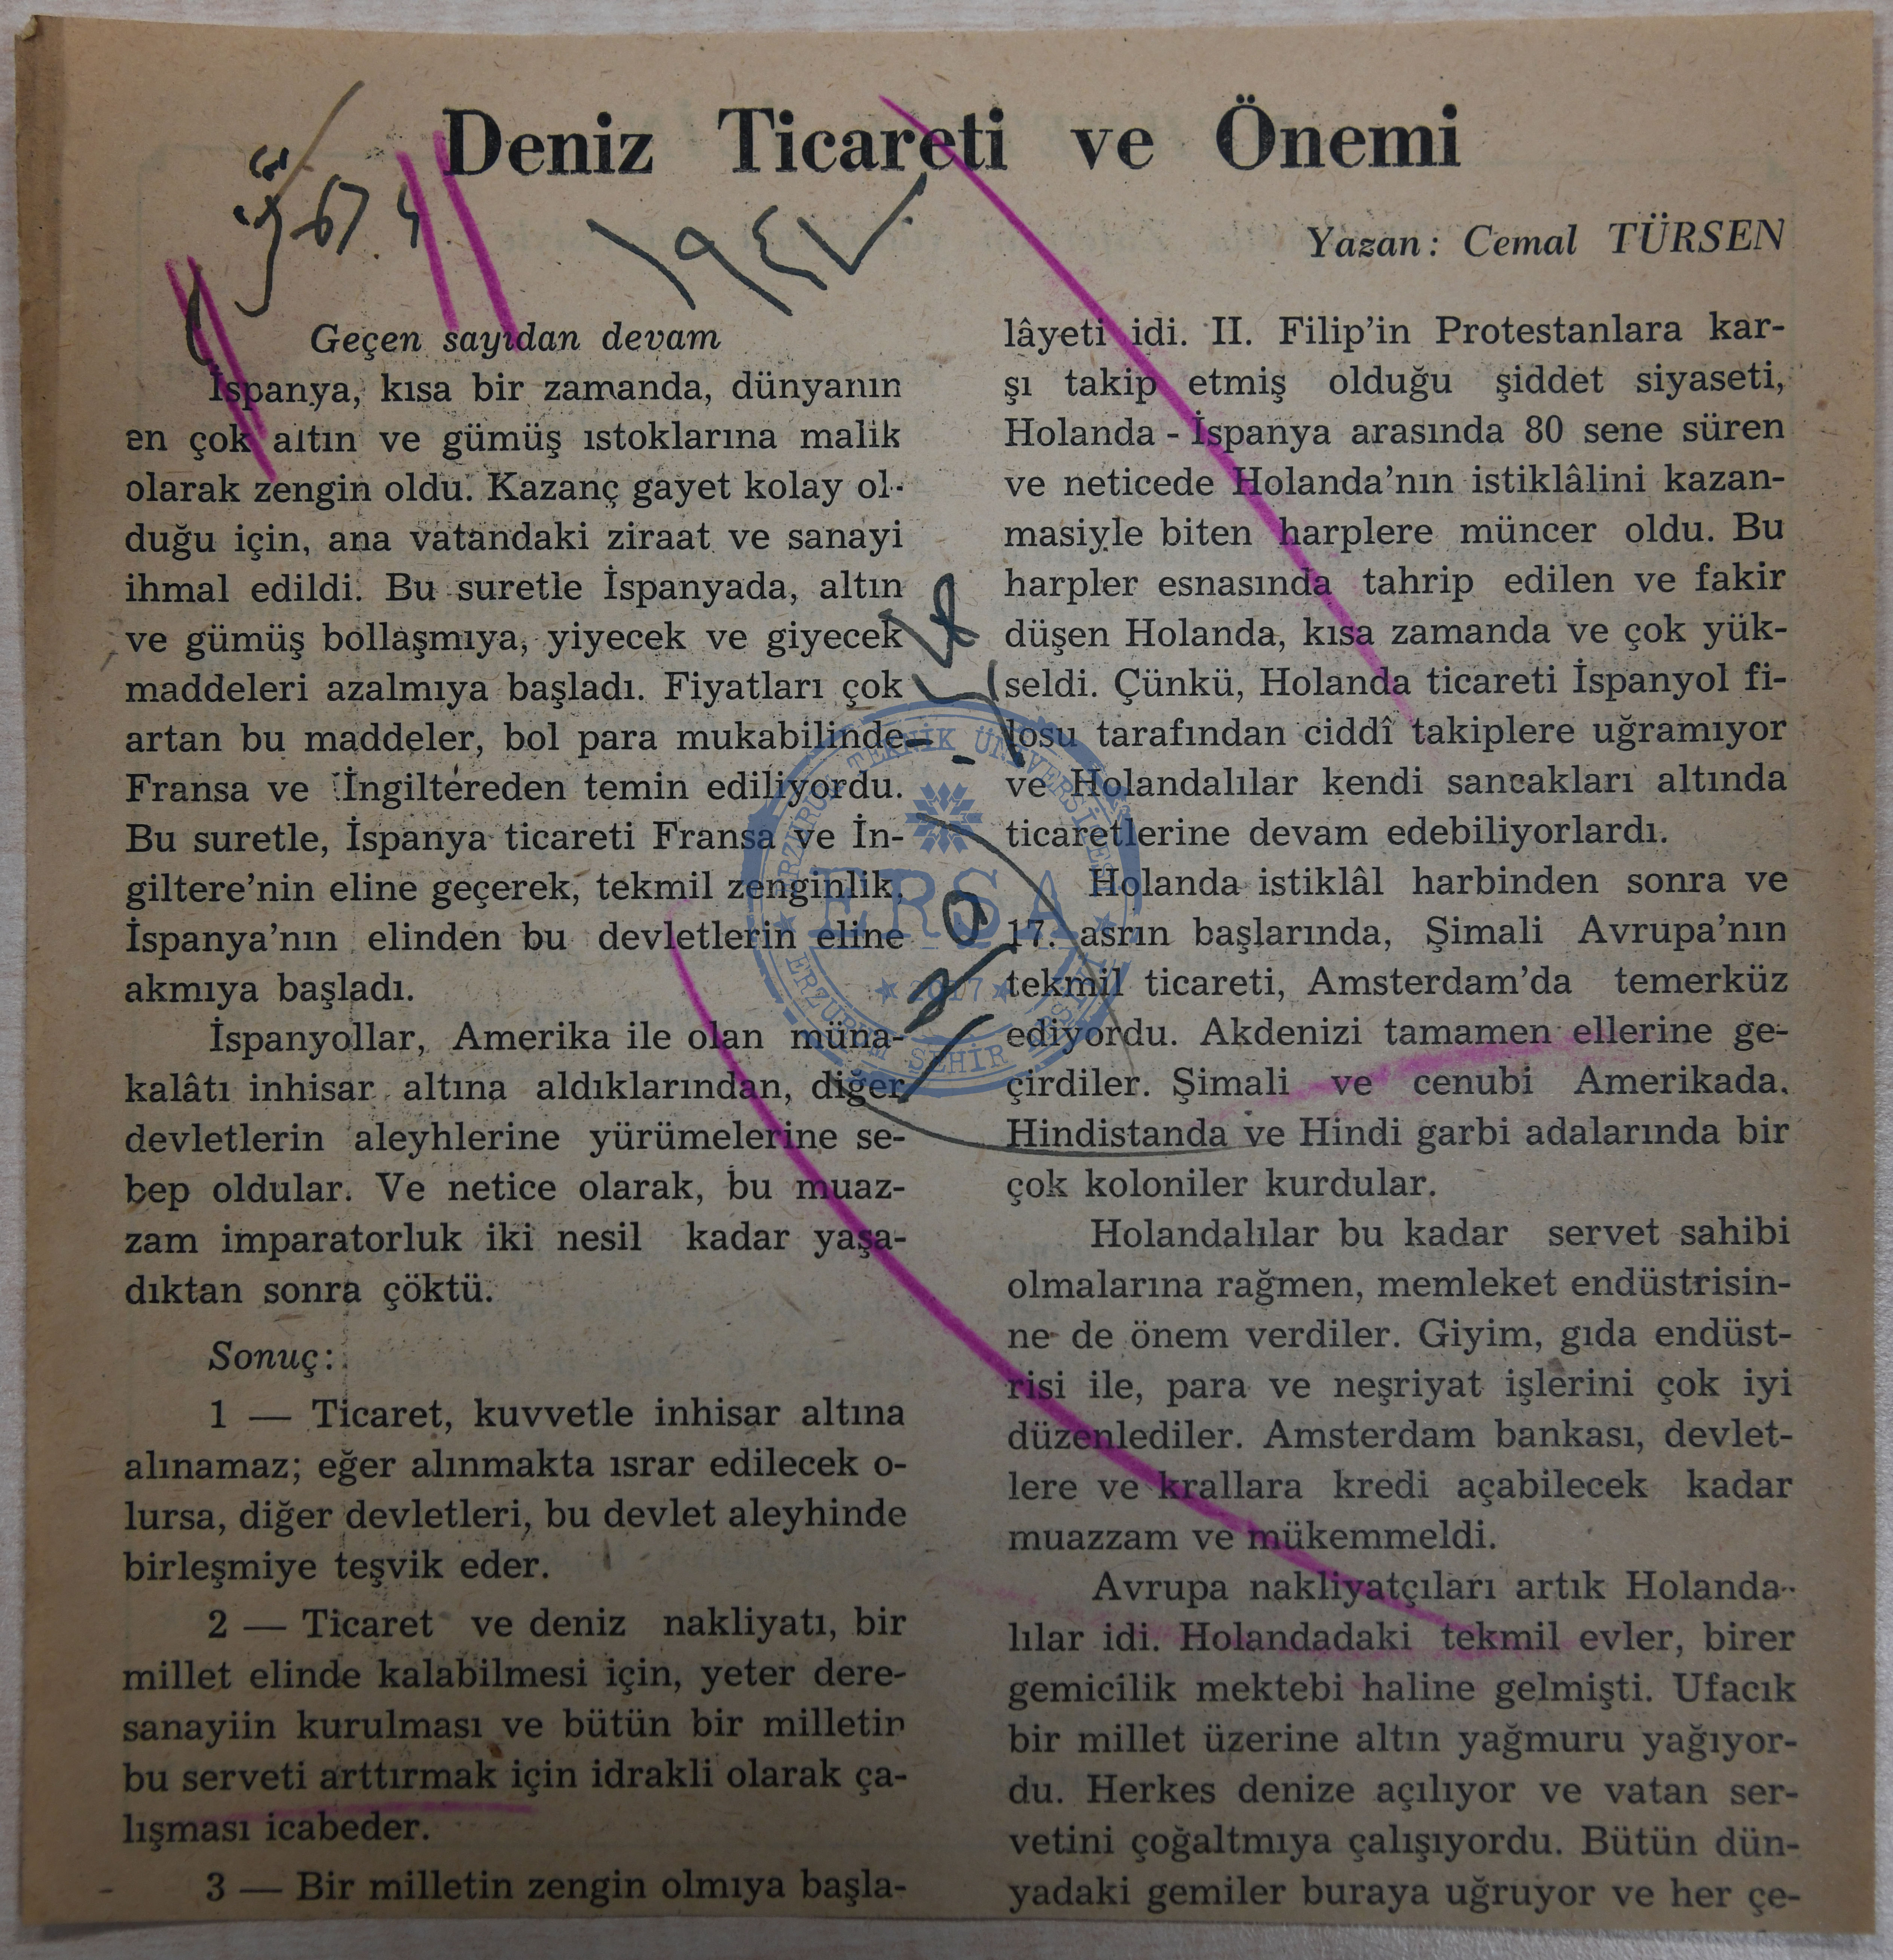 Deniz Ticareti ve Önemi
Yazan: Cemal TÜRSEN
Geçen sayıdan devam
İspanya, kısa bir zamanda, dünyanın
en çok altın ve gümüş ıstoklarına malik
olarak zengin oldu. Kazanç gayet kolay ol-
duğu için, ana vatandaki ziraat ve sanayi
ihmal edildi. Bu suretle İspanyada, altın
ve gümüş bollaşmıya, yiyecek ve giyecek
maddeleri azalmıya başladı. Fiyatları çok
artan bu maddeler, bol para mukabilinde
Fransa ve İngiltereden temin ediliyordu.
Bu suretle, İspanya ticareti Fransa ve İn-
giltere'nin eline geçerek, tekmil zenginlik,
İspanya'nın elinden bu devletlerin eline
akmıya başladı.
İspanyollar, Amerika ile olan müna-
kalâtı inhisar altına aldıklarından, diğer
devletlerin aleyhlerine yürümelerine se-
bep oldular. Ve netice olarak, bu muaz-
zam imparatorluk iki nesil kadar yaşa-
dıktan sonra çöktü.
Sonuç:
1 — Ticaret, kuvvetle inhisar altına
alınamaz; eğer alınmakta ısrar edilecek o-
lursa, diğer devletleri, bu devlet aleyhinde
birleşmiye teşvik eder.
2 — Ticaret ve deniz nakliyatı, bir
millet elinde kalabilmesi için, yeter dere-
sanayiin kurulması ve bütün bir milletin
bu serveti arttırmak için idrakli olarak ça-
lışması icabeder.
3 — Bir milletin zengin olmıya başla-
lâyeti idi. II. Filip'in Protestanlara kar-
şı takip etmiş olduğu şiddet siyaseti,
Holanda - İspanya arasında 80 sene süren
ve neticede Holanda'nın istiklâlini kazan-
masiyle biten harplere müncer oldu. Bu
harpler esnasında tahrip edilen ve fakir
düşen Holanda, kısa zamanda ve çok yük-
seldi. Çünkü, Holanda ticareti İspanyol fi-
losu tarafından ciddî takiplere uğramıyor
ve Holandalılar kendi sancakları altında
ticaretlerine devam edebiliyorlardı.
Holanda istiklâl harbinden sonra ve
17. asrın başlarında, Şimali Avrupa'nın
tekmil ticareti, Amsterdam'da temerküz
ediyordu. Akdenizi tamamen ellerine ge-
çirdiler. Şimali ve cenubi Amerikada,
Hindistanda ve Hindi garbi adalarında bir
çok koloniler kurdular.
Holandalılar bu kadar servet sahibi
olmalarına rağmen, memleket endüstrisin-
ne de önem verdiler. Giyim, gıda endüst-
risi ile, para ve neşriyat işlerini çok iyi
düzenlediler. Amsterdam bankası, devlet-
lere ve krallara kredi açabilecek kadar
muazzam ve mükemmeldi.
Avrupa nakliyatçıları artık Holanda-
lılar idi. Holandadaki tekmil evler, birer
gemicilik mektebi haline gelmişti. Ufacık
bir millet üzerine altın yağmuru yağıyor-
du. Herkes denize açılıyor ve vatan ser-
vetini çoğaltmıya çalışıyordu. Bütün dün-
yadaki gemiler buraya uğruyor ve her çe-
ERZURUM TEKNİK ÜNİVERSİTESİ
ERSA
2017
ERZURUM ŞEHİR ARŞİVİ